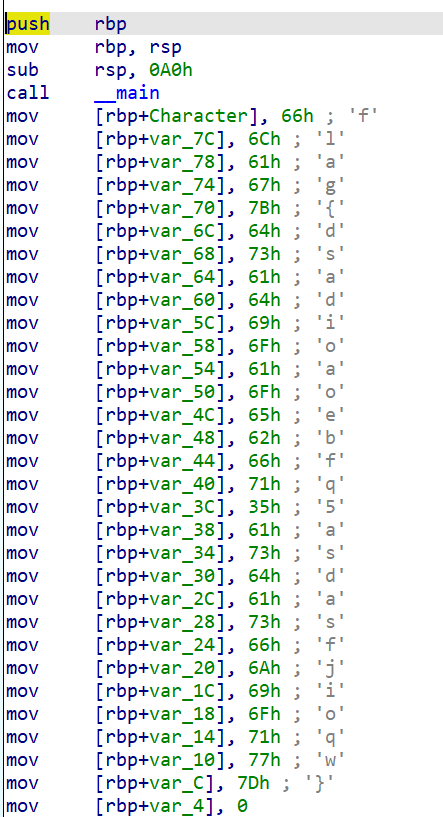 push    rbp
mov     rbp, rsp
sub     rsp, 0A0h
call    __main
mov     [rbp+Character], 66h ; 'f'
mov     [rbp+var_7C], 6Ch ; 'l'
mov     [rbp+var_78], 61h ; 'a'
mov     [rbp+var_74], 67h ; 'g'
mov     [rbp+var_70], 7Bh ; '{'
mov     [rbp+var_6C], 64h ; 'd'
mov     [rbp+var_68], 73h ; 's'
mov     [rbp+var_64], 61h ; 'a'
mov     [rbp+var_60], 64h ; 'd'
mov     [rbp+var_5C], 69h ; 'i'
mov     [rbp+var_58], 6Fh ; 'o'
mov     [rbp+var_54], 61h ; 'a'
mov     [rbp+var_50], 6Fh ; 'o'
mov     [rbp+var_4C], 65h ; 'e'
mov     [rbp+var_48], 62h ; 'b'
mov     [rbp+var_44], 66h ; 'f'
mov     [rbp+var_40], 71h ; 'q'
mov     [rbp+var_3C], 35h ; '5'
mov     [rbp+var_38], 61h ; 'a'
mov     [rbp+var_34], 73h ; 's'
mov     [rbp+var_30], 64h ; 'd'
mov     [rbp+var_2C], 61h ; 'a'
mov     [rbp+var_28], 73h ; 's'
mov     [rbp+var_24], 66h ; 'f'
mov     [rbp+var_20], 6Ah ; 'j'
mov     [rbp+var_1C], 69h ; 'i'
mov     [rbp+var_18], 6Fh ; 'o'
mov     [rbp+var_14], 71h ; 'q'
mov     [rbp+var_10], 77h ; 'w'
mov     [rbp+var_C], 7Dh ; '}'
mov     [rbp+var_4], 0